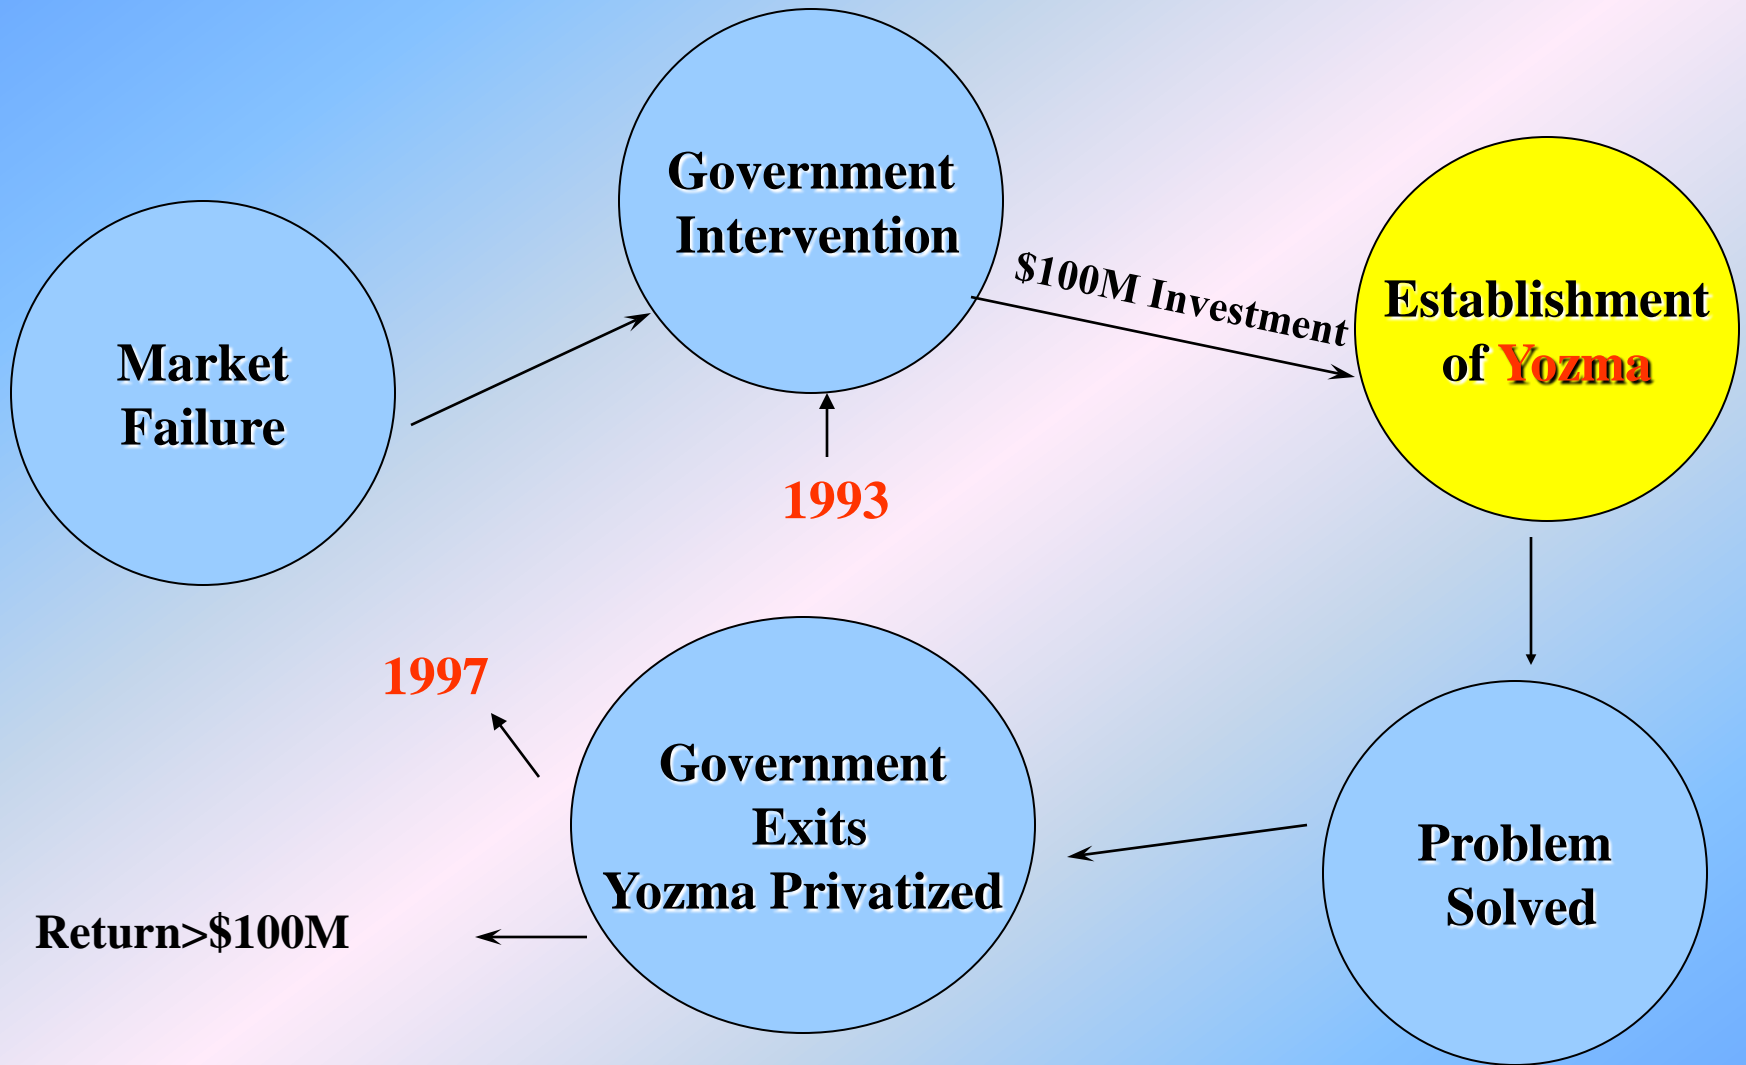 Market
Failure
Government
Intervention
1993
$100M Investment
Establishment
of Yozma
Problem
Solved
Government
Exits
Yozma Privatized
1997
Return>$100M